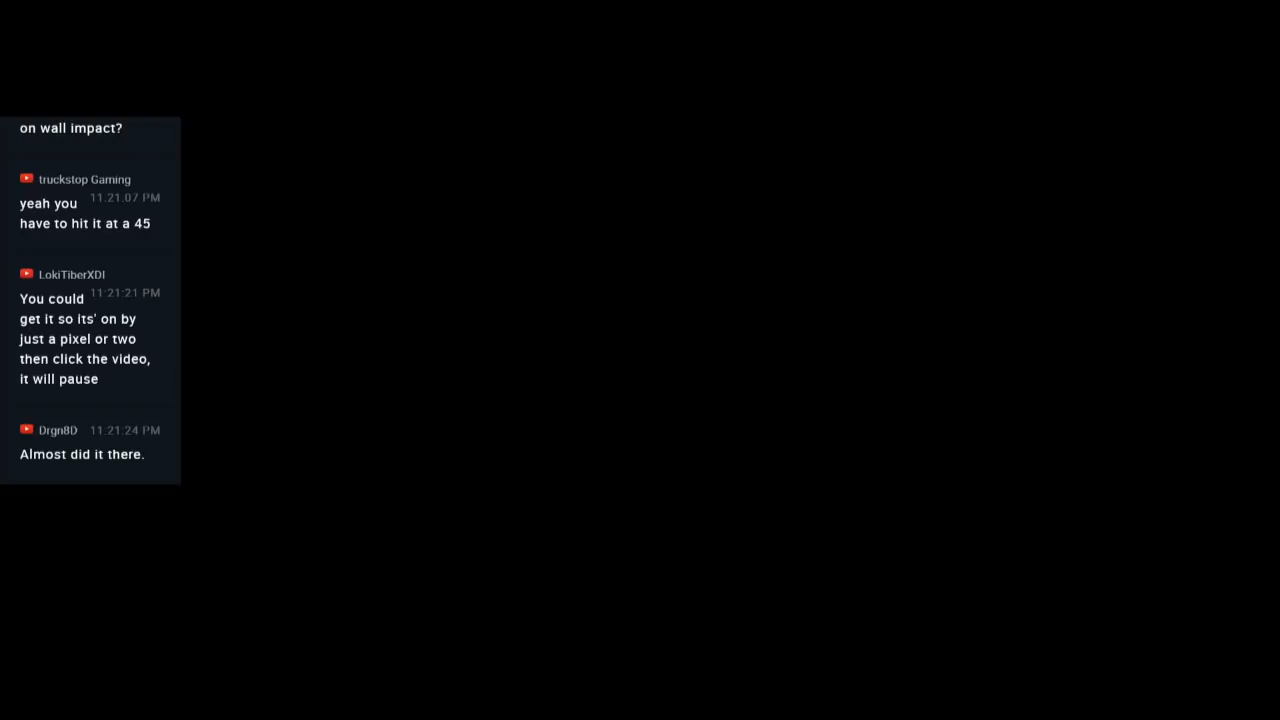 on wall impact?
truckstop Gaming
11.21.07 PM
yeah you
have to hit it at a 45
LokiTiberXDI
11:21:21 PM
You could
get it so its' on by
just a pixel or two
then click the video,
it will pause
Drgn8D 11:21:24 PM
Almost did it there.